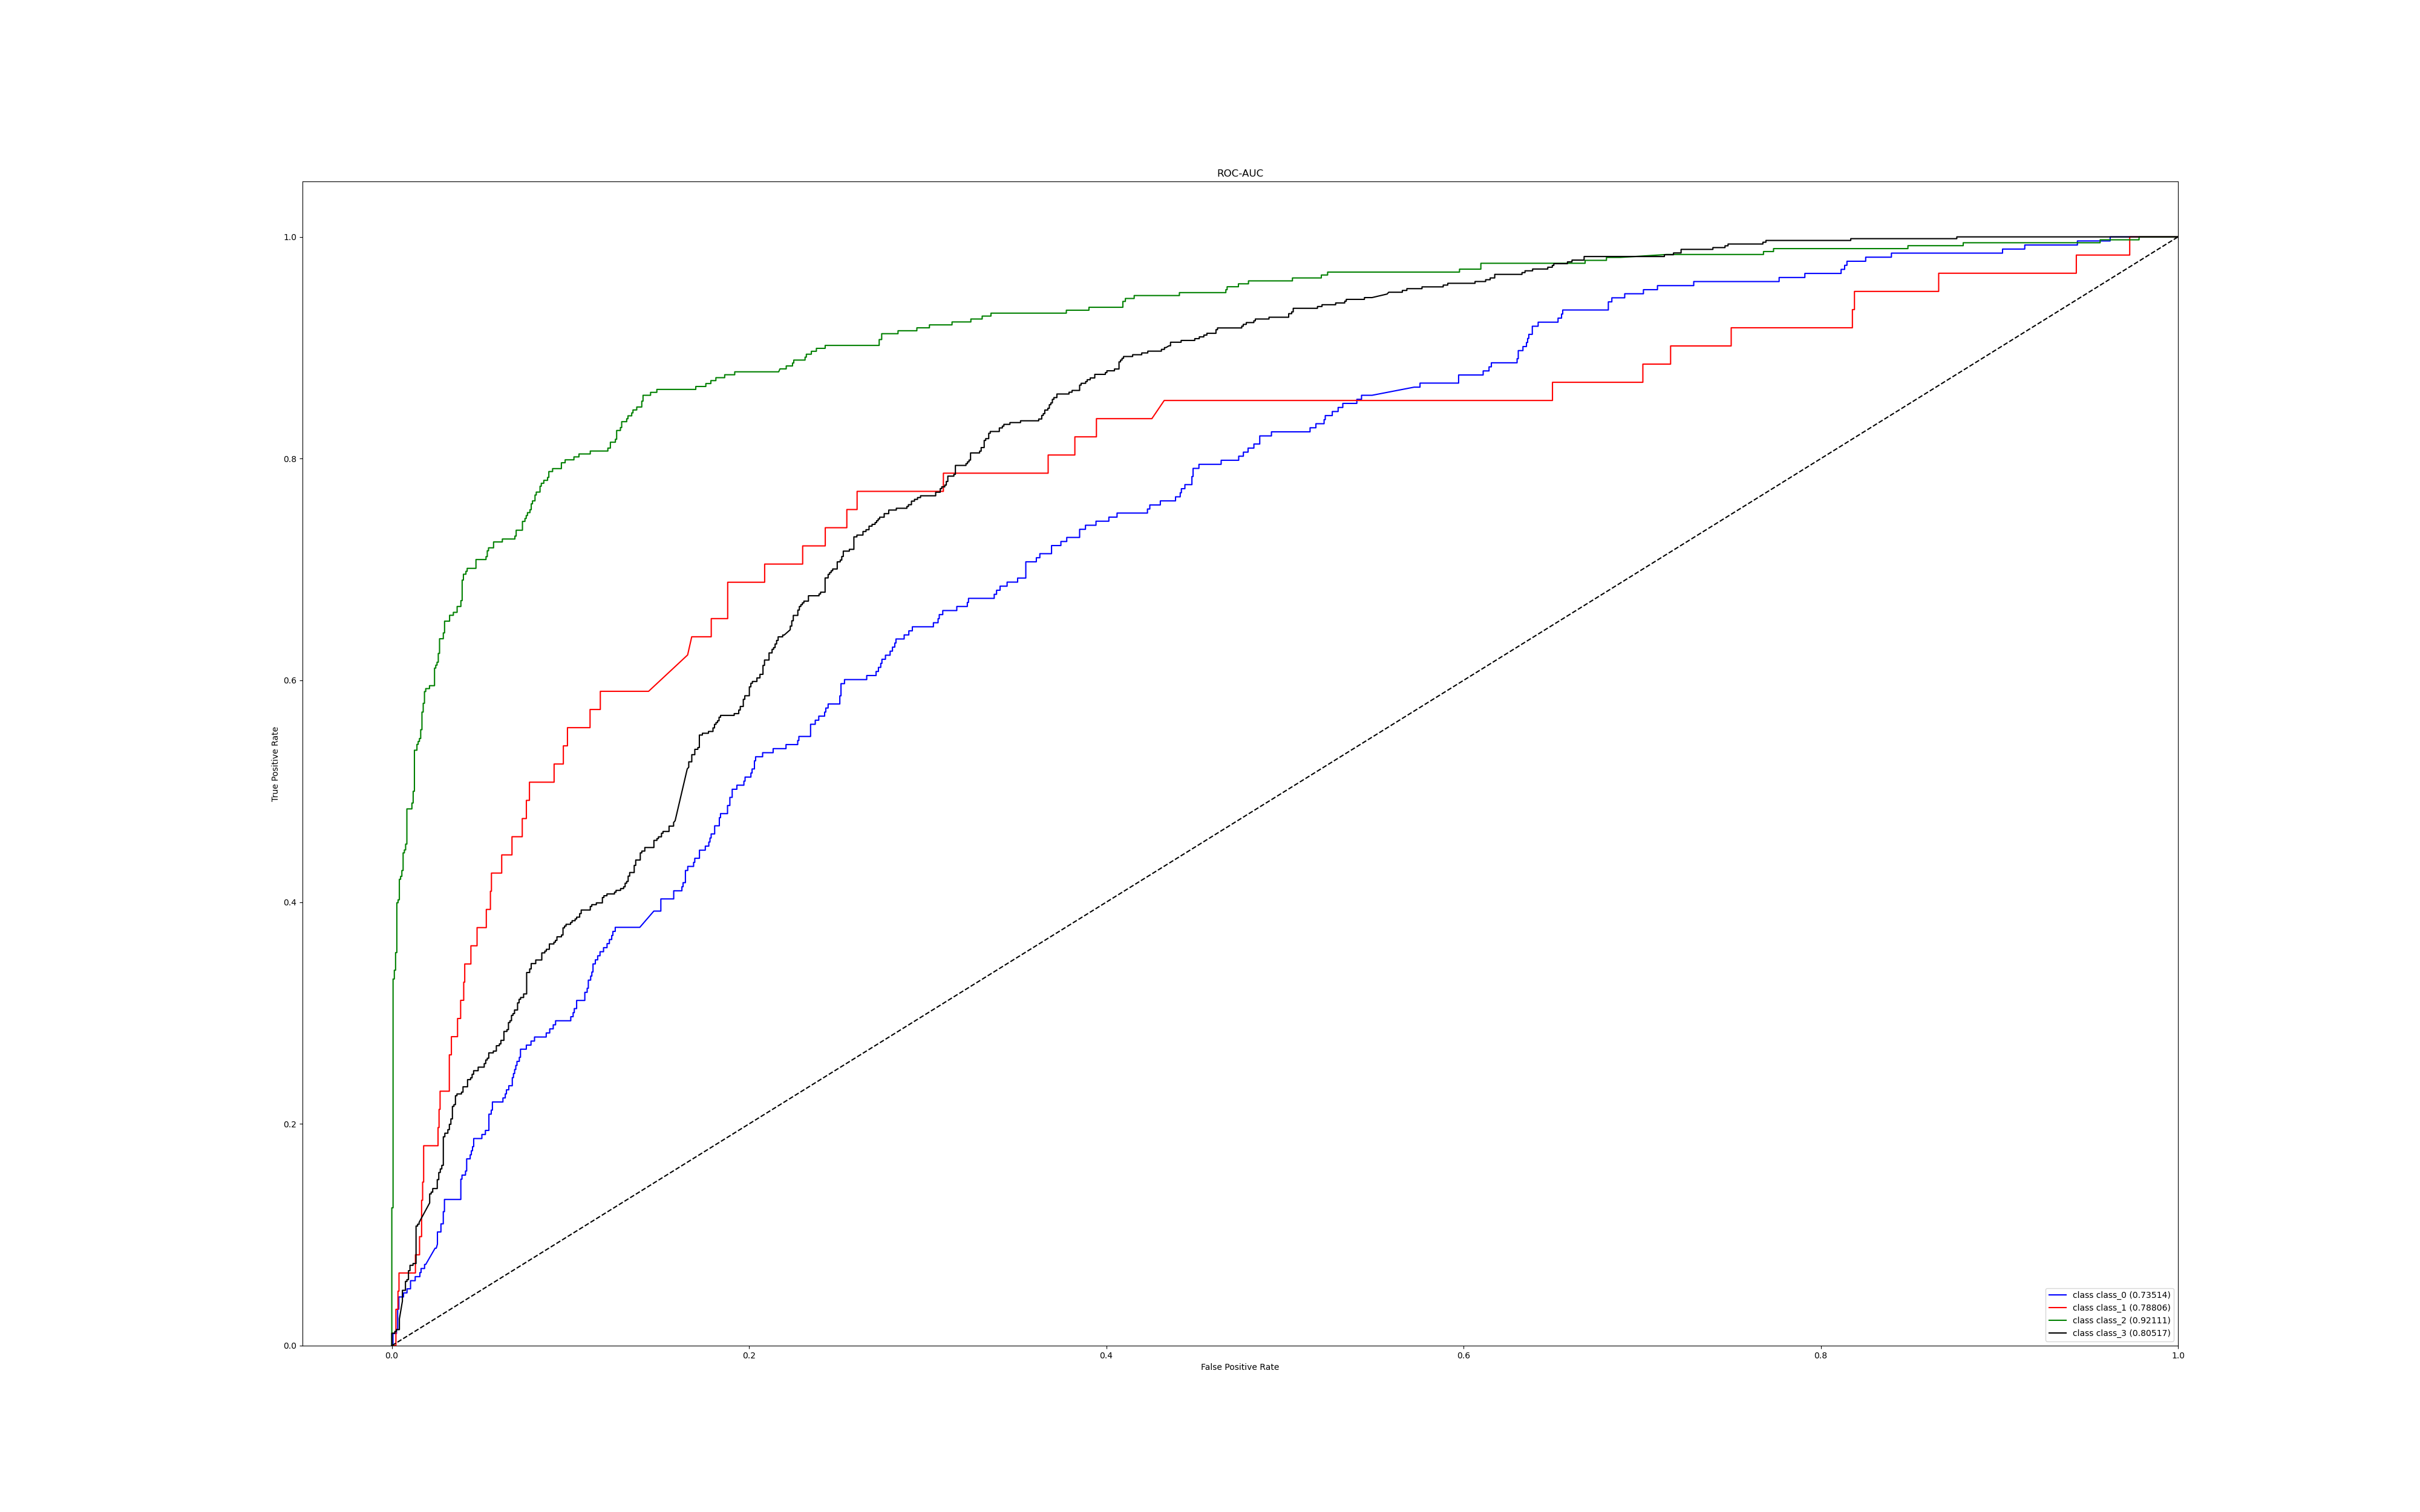 ROC-AUC
1.0
0.8
0.6
0.4
0.2
0.0
True Positive Rate
0.0 0.2 0.4 0.6 0.8 1.0
False Positive Rate
class class_0 (0.73514)
class class_1 (0.78806)
class class_2 (0.92111)
class class_3 (0.80517)